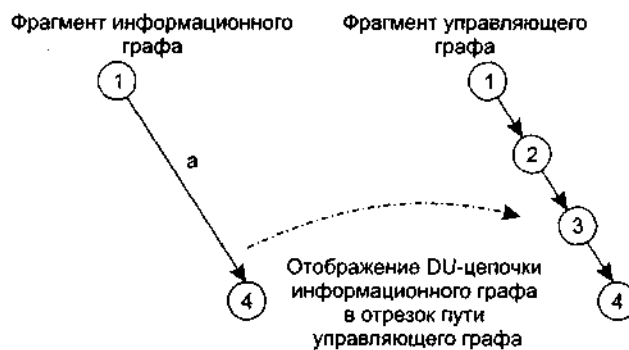 Фрагмент информационного
графа
Фрагмент управляющего
графа
1
1
a
2
3
4
Отображение DU-цепочки
информационного графа
в отрезок пути
управляющего графа
4